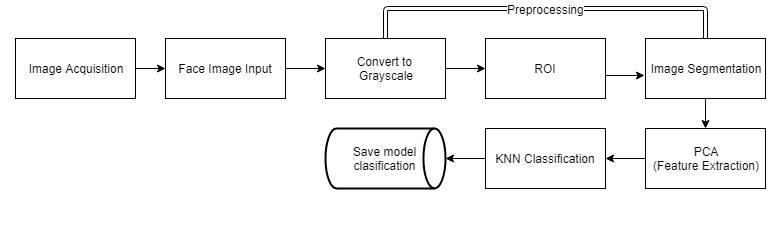 Preprocessing
Image Acquisition
Face Image Input
Convert to
Grayscale
ROI
Image Segmentation
Save model
clasification
KNN Classification
PCA
(Feature Extraction)